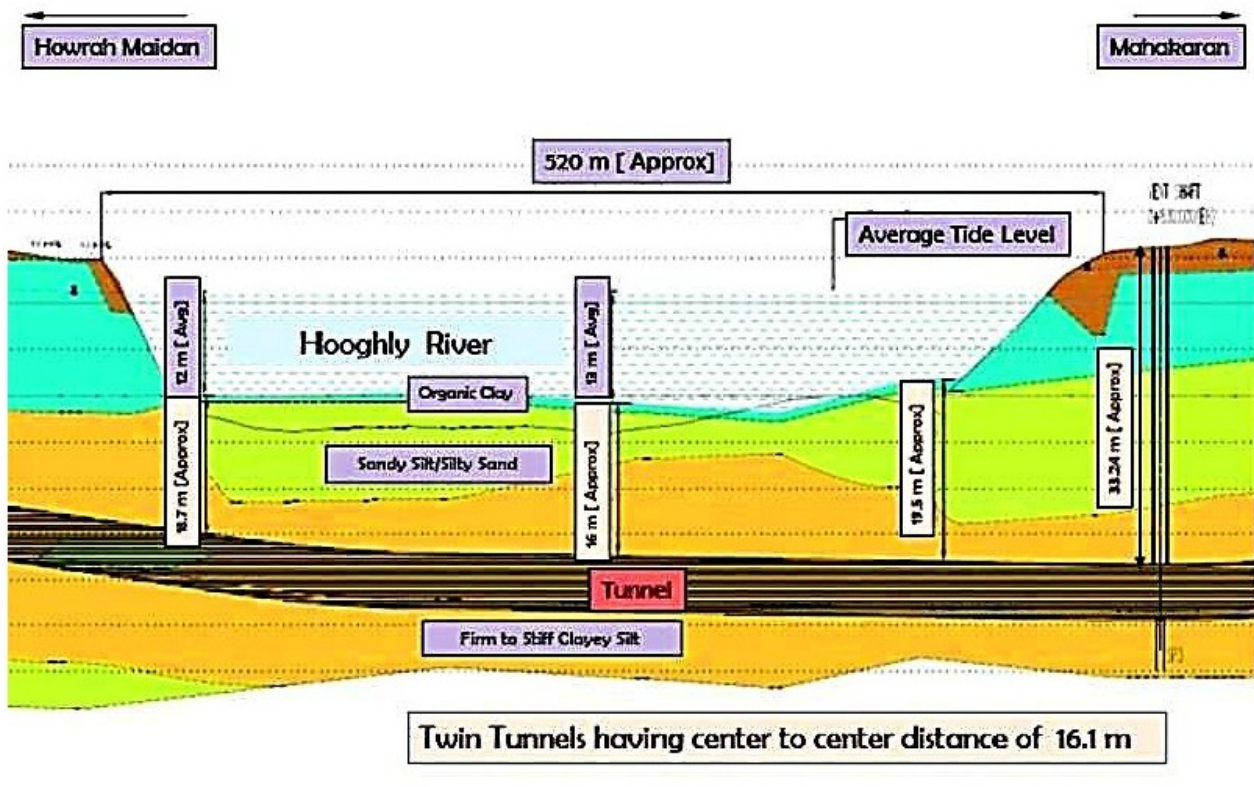 Howrah Maidan
Mahakaran
520 m [ Approx]
Average Tide Level
12 m [ Avg]
13 m [ Avg]
Hooghly River
Organic Clay
Sandy Silt/Silty Sand
[Approx]
16 m [ Approx]
19.5 m [ Approx]
33.24 m [ Approx]
Tunnel
Firm to Stiff Clayey Silt
Twin Tunnels having center to center distance of 16.1 m